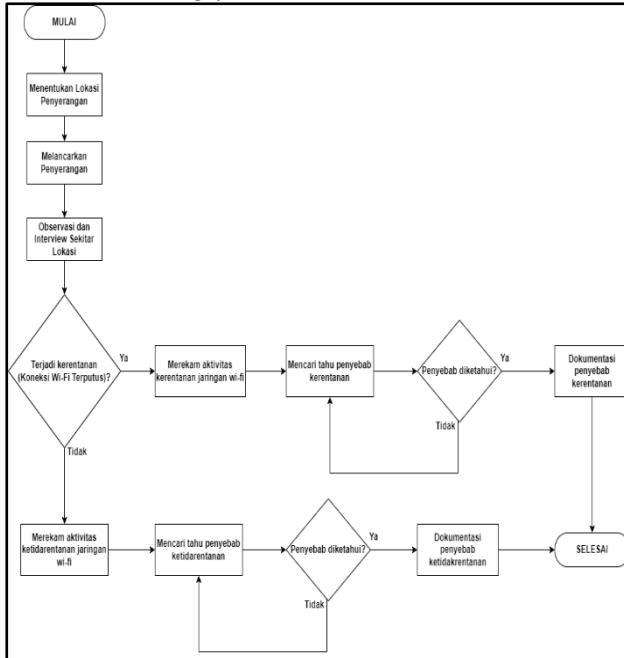 MULAI
Menentukan Lokasi
Penyerangan
Melancarkan
Penyerangan
Observasi dan
Interview Sekitar
Lokasi
Terjadi kerentanan
(Koneksi Wi-Fi Terputus)?
Ya
Merekam aktivitas
kerentanan jaringan wi-fi
Mencari tahu penyebab
kerentanan
Penyebab diketahui?
Ya
Dokumentasi
penyebab
kerentanan
Tidak
Tidak
Merekam aktivitas
ketidarentanan jaringan
wi-fi
Mencari tahu penyebab
ketidarentanan
Penyebab diketahui?
Ya
Dokumentasi
penyebab
ketidakrentanan
SELESAI
Tidak